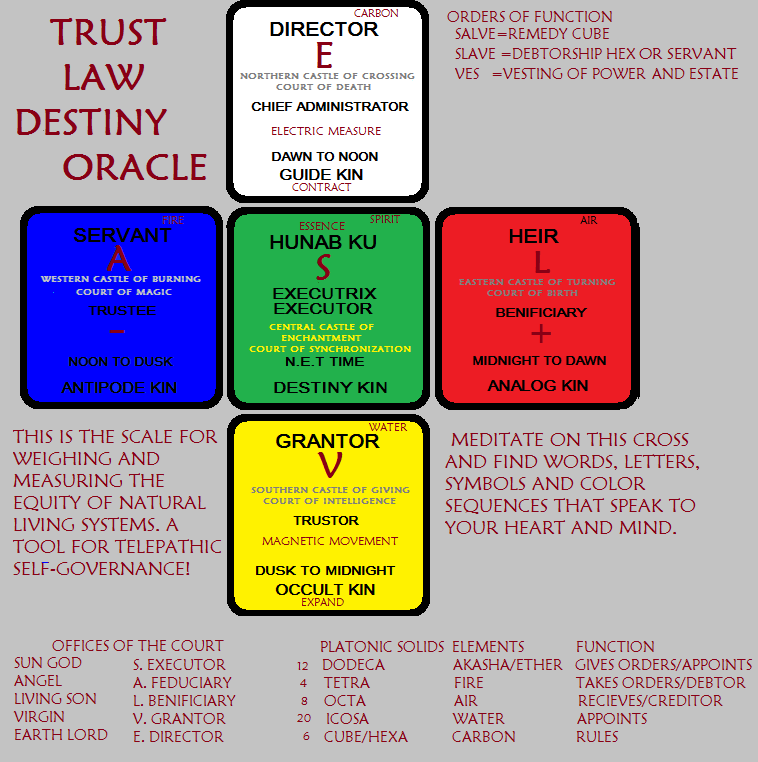 TRUST
LAW
DESTINY
ORACLE
CARBON
DIRECTOR
E
NORTHERN CASTLE OF CROSSING
COURT OF DEATH
CHIEF ADMINISTRATOR
ELECTRIC MEASURE
DAWN TO NOON
GUIDE KIN
CONTRACT
ORDERS OF FUNCTION
SALVE=REMEDY CUBE
SLAVE =DEBTORSHIP HEX OR SERVANT
VES =VESTING OF POWER AND ESTATE
FIRE
SERVANT
A
WESTERN CASTLE OF BURNING
COURT OF MAGIC
TRUSTEE
–
NOON TO DUSK
ANTIPODE KIN
ESSENCE SPIRIT
HUNAB KU
S
EXECUTRIX
EXECUTOR
CENTRAL CASTLE OF
ENCHANTMENT
COURT OF SYNCHRONIZATION
N.E.T TIME
DESTINY KIN
AIR
HEIR
L
EASTERN CASTLE OF TURNING
COURT OF BIRTH
BENIFICIARY
+
MIDNIGHT TO DAWN
ANALOG KIN
WATER
GRANTOR
V
SOUTHERN CASTLE OF GIVING
COURT OF INTELLIGENCE
TRUSTOR
MAGNETIC MOVEMENT
DUSK TO MIDNIGHT
OCCULT KIN
EXPAND
THIS IS THE SCALE FOR
WEIGHING AND
MEASURING THE
EQUITY OF NATURAL
LIVING SYSTEMS. A
TOOL FOR TELEPATHIC
SELF-GOVERNANCE!
MEDITATE ON THIS CROSS
AND FIND WORDS, LETTERS,
SYMBOLS AND COLOR
SEQUENCES THAT SPEAK TO
YOUR HEART AND MIND.
OFFICES OF THE COURT
SUN GOD S. EXECUTOR
ANGEL A. FEDUCIARY
LIVING SON L. BENIFICIARY
VIRGIN V. GRANTOR
EARTH LORD E. DIRECTOR
PLATONIC SOLIDS ELEMENTS FUNCTION
12 DODECA AKASHA/ETHER GIVES ORDERS/APPOINTS
4 TETRA FIRE TAKES ORDERS/DEBTOR
8 OCTA AIR RECIEVES/CREDITOR
20 ICOSA WATER APPOINTS
6 CUBE/HEXA CARBON RULES